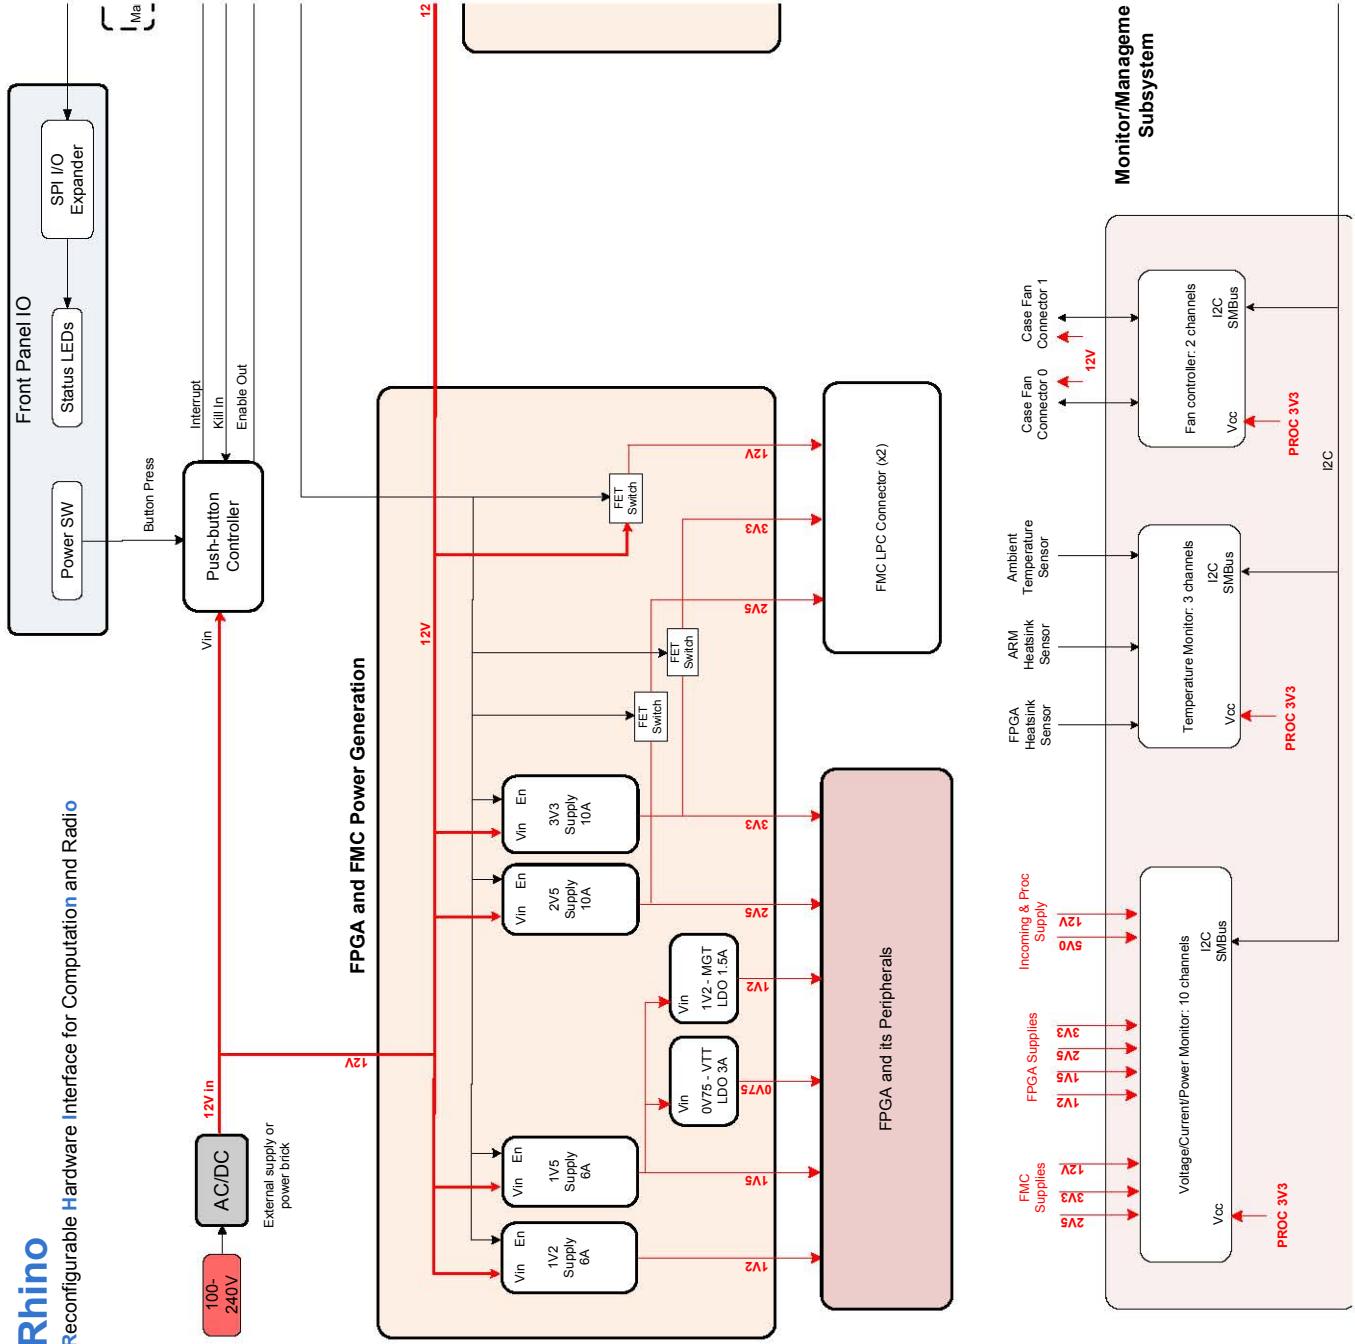 Rhino
Reconfigurable Hardware Interface for Computation and Radio
100-
240V
AC/DC
External supply or
power brick
12V in
Vin
Front Panel IO
Power SW
Status LEDs
SPI I/O
Expander
Button Press
Push-button
Controller
Interrupt
Kill In
Enable Out
Ma
12V
FPGA and FMC Power Generation
12V
12
Vin
En
1V2
Supply
6A
Vin
En
1V5
Supply
6A
Vin
0V75 - VTT
LDO 3A
Vin
1V2 - MGT
LDO 1.5A
Vin
En
2V5
Supply
10A
Vin
En
3V3
Supply
10A
FET
Switch
FET
Switch
FET
Switch
1V2
1V5
0V75
1V2
2V5
3V3
2V5
3V3
12V
FPGA and its Peripherals
FMC LPC Connector (x2)
Monitor/Manageme
Subsystem
FMC
Supplies
2V5
3V3
12V
FPGA Supplies
1V2
1V5
2V5
3V3
Incoming & Proc
Supply
5V0
12V
Voltage/Current/Power Monitor: 10 channels
Vcc
I2C
SMBus
PROC 3V3
FPGA
Heatsink
Sensor
ARM
Heatsink
Sensor
Ambient
Temperature
Sensor
Temperature Monitor: 3 channels
Vcc
I2C
SMBus
PROC 3V3
Case Fan
Connector 0
Case Fan
Connector 1
12V
Fan controller: 2 channels
Vcc
I2C
SMBus
PROC 3V3
I2C